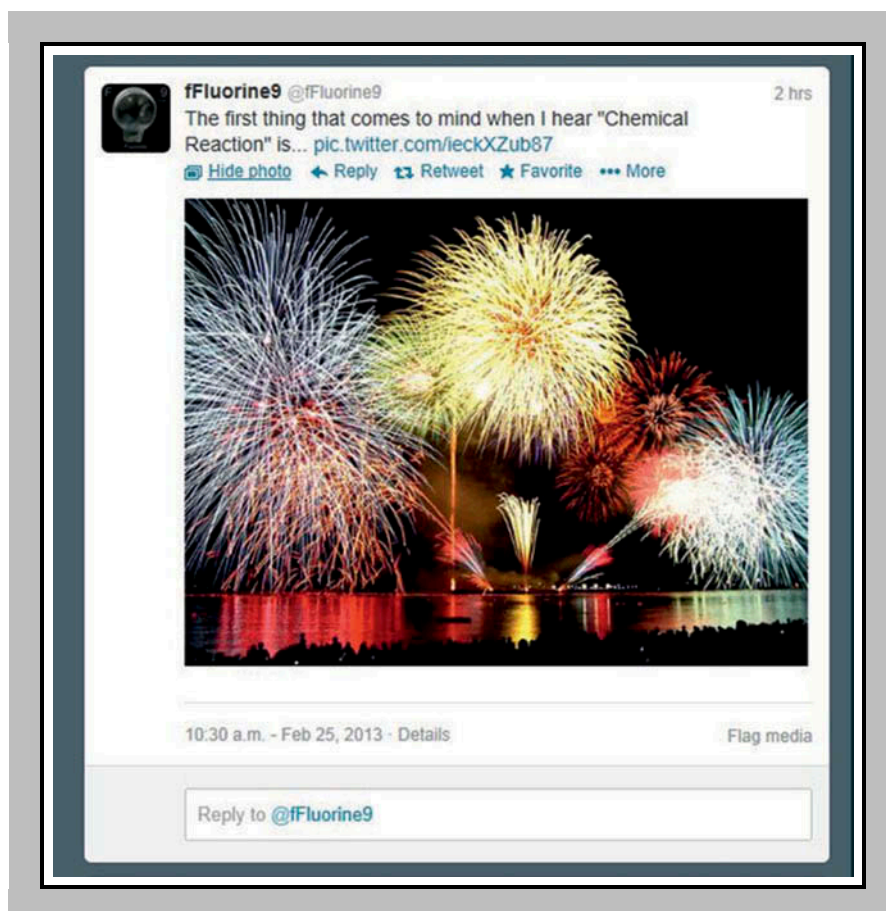 fFluorine9 @fFluorine9 2 hrs
The first thing that comes to mind when I hear "Chemical
Reaction" is... pic.twitter.com/ieckXZub87
Hide photo Reply Retweet Favorite More
10:30 a.m. - Feb 25, 2013 · Details Flag media
Reply to @fFluorine9